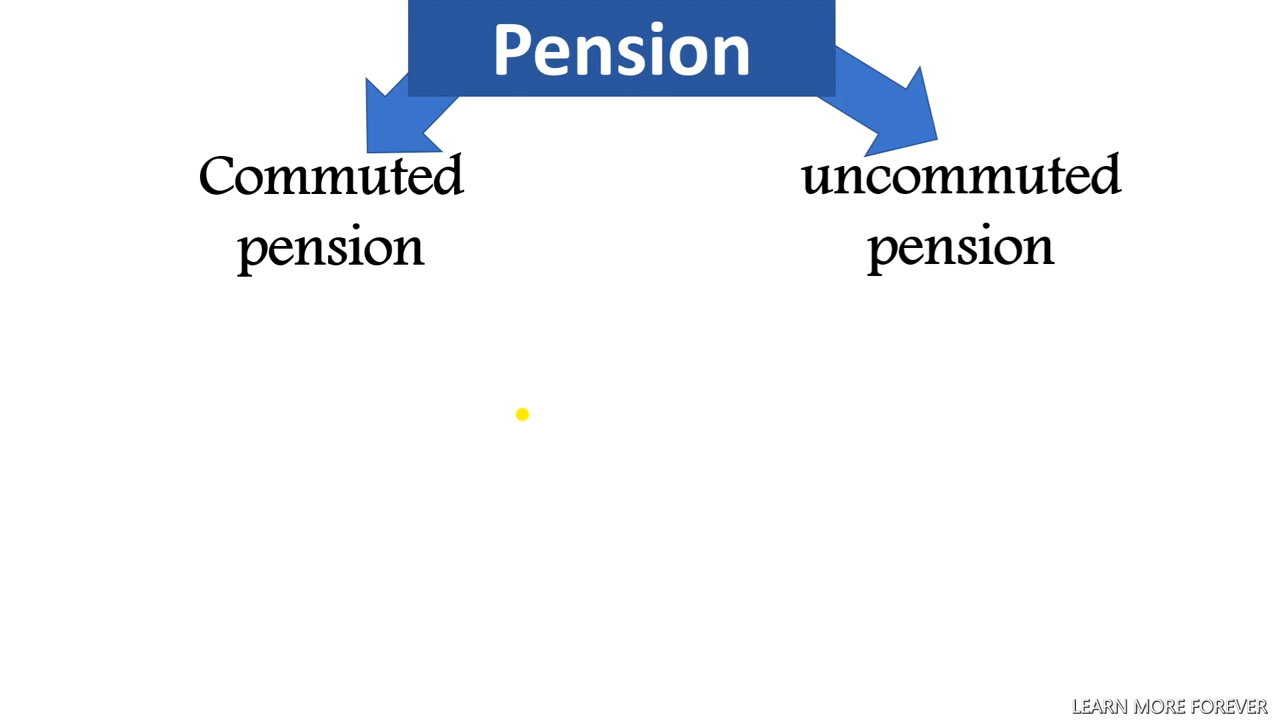 Pension
Commuted
pension
uncommuted
pension
LEARN MORE FOREVER